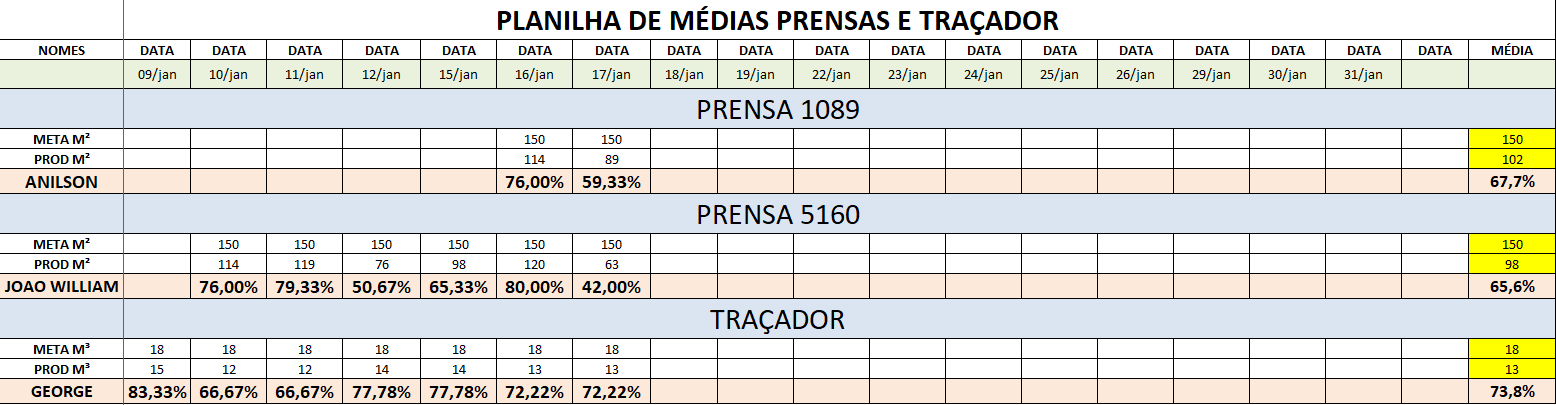 PLANILHA DE MÉDIAS PRENSAS E TRAÇADOR
NOMES DATA DATA DATA DATA DATA DATA DATA DATA DATA DATA DATA DATA DATA DATA DATA DATA DATA DATA MÉDIA
09/jan 10/jan 11/jan 12/jan 15/jan 16/jan 17/jan 18/jan 19/jan 22/jan 23/jan 24/jan 25/jan 26/jan 29/jan 30/jan 31/jan
PRENSA 1089
META M² 150 150 150
PROD M² 114 89 102
ANILSON 76,00% 59,33% 67,7%
PRENSA 5160
META M² 150 150 150 150 150 150 150
PROD M² 114 119 76 98 120 63 98
JOAO WILLIAM 76,00% 79,33% 50,67% 65,33% 80,00% 42,00% 65,6%
TRAÇADOR
META M³ 18 18 18 18 18 18 18 18
PROD M³ 15 12 12 14 14 13 13 13
GEORGE 83,33% 66,67% 66,67% 77,78% 77,78% 72,22% 72,22% 73,8%